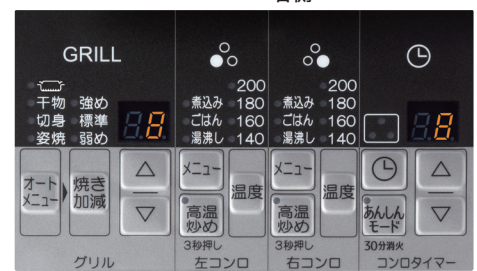 右側
GRILL
干物 強め
切身 標準
姿焼 弱め
8.8
オート
メニュー
焼き
加減
グリル
200
煮込み 180
ごはん 160
湯沸し 140
メニュー
温度
高温
炒め
3秒押し
左コンロ
200
煮込み 180
ごはん 160
湯沸し 140
メニュー
温度
高温
炒め
3秒押し
右コンロ
8.8
あんしん
モード
30分消火
コンロタイマー